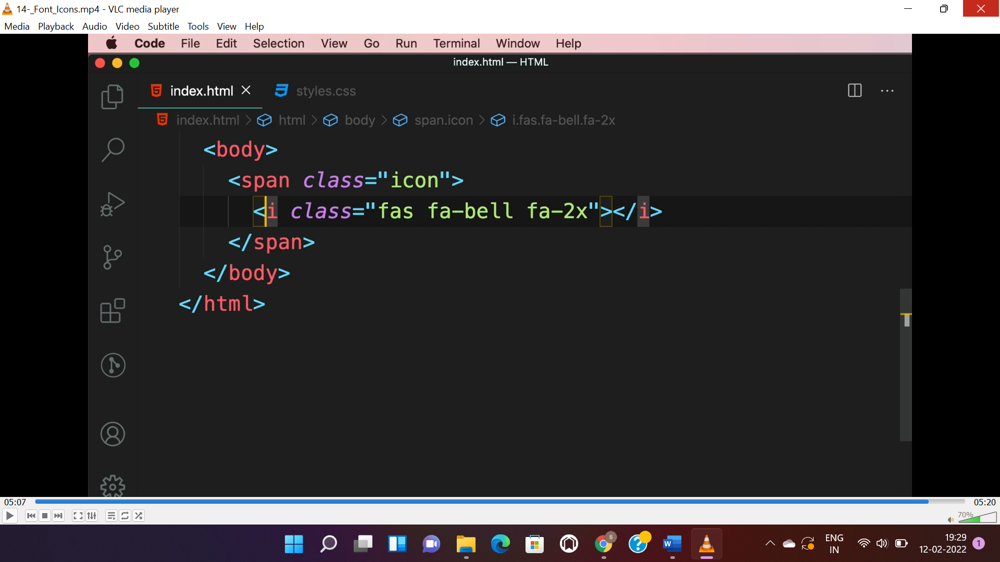 14-_Font_Icons.mp4 - VLC media player
Media Playback Audio Video Subtitle Tools View Help
Code File Edit Selection View Go Run Terminal Window Help
index.html — HTML
index.html styles.css
index.html > html > body > span.icon > i.fas.fa-bell.fa-2x
<body>
<span class="icon">
<i class="fas fa-bell fa-2x"></i>
</span>
</body>
</html>
05:07 05:20
70%
S
W
ENG
IN
19:29
12-02-2022
1